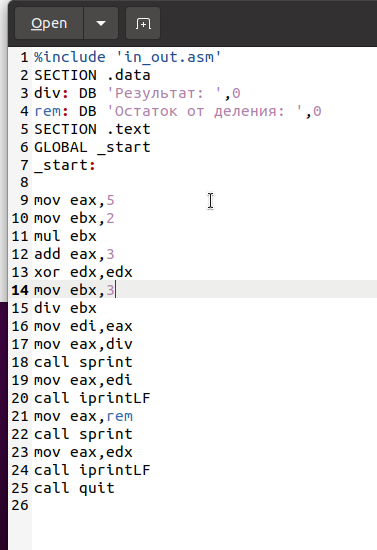 Open
1 %include 'in_out.asm'
2 SECTION .data
3 div: DB 'Результат: ',0
4 rem: DB 'Остаток от деления: ',0
5 SECTION .text
6 GLOBAL _start
7 _start:
8
9 mov eax,5
10 mov ebx,2
11 mul ebx
12 add eax,3
13 xor edx,edx
14 mov ebx,3
15 div ebx
16 mov edi,eax
17 mov eax,div
18 call sprint
19 mov eax,edi
20 call iprintLF
21 mov eax,rem
22 call sprint
23 mov eax,edx
24 call iprintLF
25 call quit
26